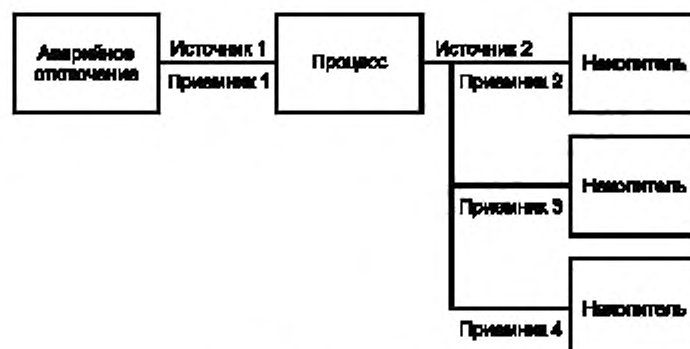 Аварийное
отключение
Источник 1
Приемник 1
Процесс
Источник 2
Приемник 2
Накопитель
Приемник 3
Накопитель
Приемник 4
Накопитель